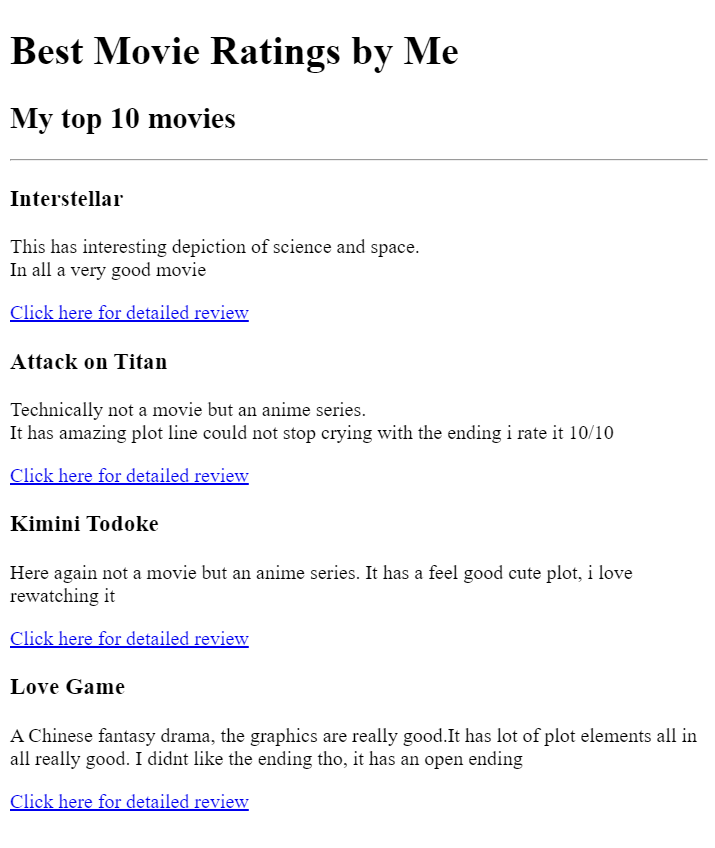 Best Movie Ratings by Me
My top 10 movies
Interstellar
This has interesting depiction of science and space.
In all a very good movie
Click here for detailed review
Attack on Titan
Technically not a movie but an anime series.
It has amazing plot line could not stop crying with the ending i rate it 10/10
Click here for detailed review
Kimini Todoke
Here again not a movie but an anime series. It has a feel good cute plot, i love
rewatching it
Click here for detailed review
Love Game
A Chinese fantasy drama, the graphics are really good.It has lot of plot elements all in
all really good. I didnt like the ending tho, it has an open ending
Click here for detailed review